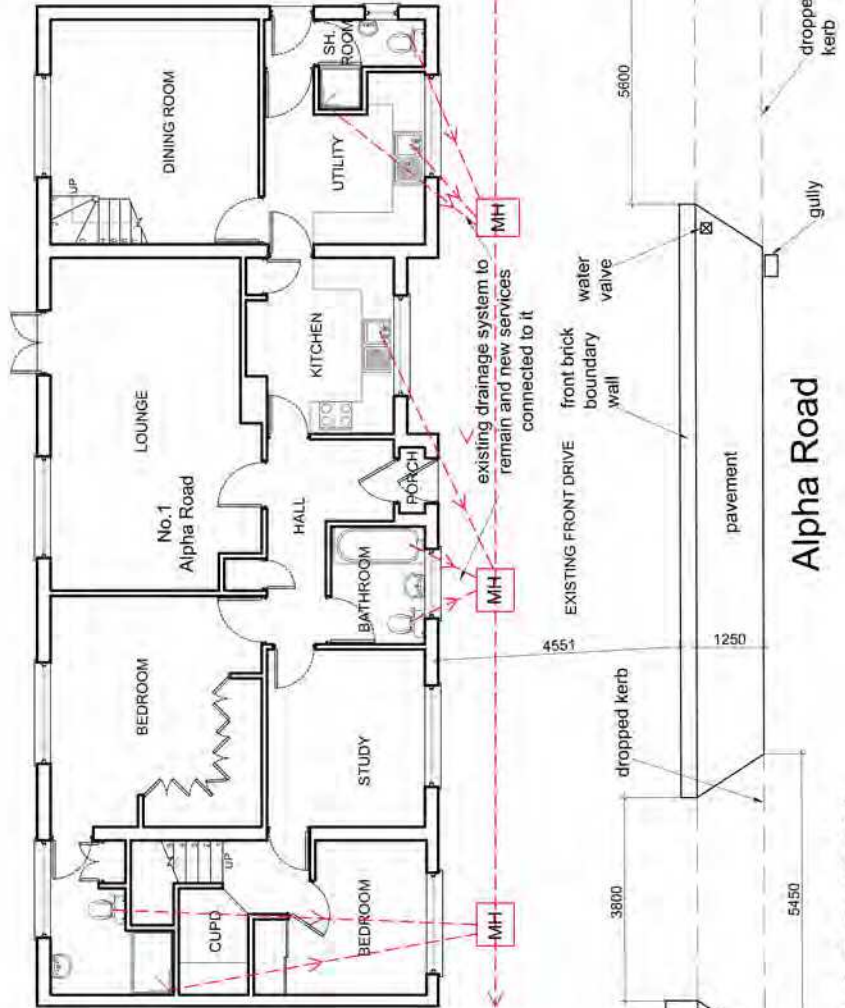 DINING ROOM
UP
SH.
ROOM
UTILITY
MH
LOUNGE
No.1
Alpha Road
KITCHEN
HALL
PORCH
existing drainage system to
remain and new services
connected to it
BEDROOM
BATHROOM
MH
STUDY
UP
CUPD
BEDROOM
MH
EXISTING FRONT DRIVE
4551
1250
5600
dropped
kerb
water
valve
gully
front brick
boundary
wall
pavement
Alpha Road
dropped kerb
3800
5450